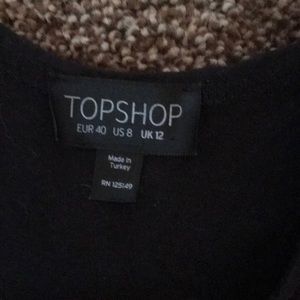 TOPSHOP
EUR 40 US 8 UK 12
Made in
Turkey
RN 125149